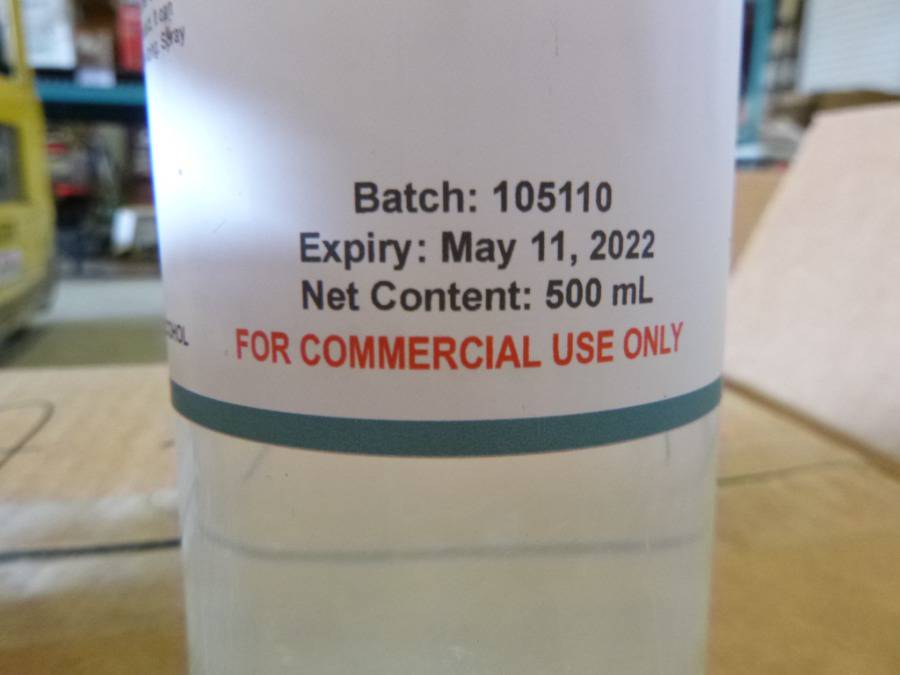 Batch: 105110
Expiry: May 11, 2022
Net Content: 500 mL
FOR COMMERCIAL USE ONLY